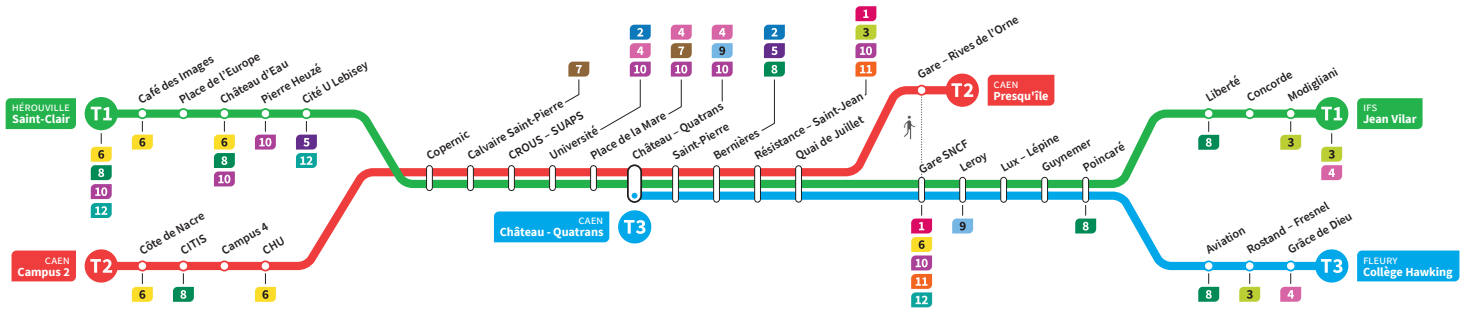 HÉROUVILLE
Saint-Clair
T1
6
8
10
12
Café des Images
6
Place de l'Europe
Château d'Eau
6
8
10
Pierre Heuzé
10
Cité U Lebisey
5
12
CAEN
Campus 2
T2
Côte de Nacre
6
CITIS
8
Campus 4
CHU
6
Copernic
Calvaire Saint-Pierre
7
CROUS – SUAPS
Université
2
4
10
Place de la Mare
4
7
10
Château – Quatrans
4
9
10
CAEN
Château - Quatrans
T3
Saint-Pierre
Bernières
2
5
8
Résistance – Saint-Jean
1
3
10
11
Quai de Juillet
Gare – Rives de l'Orne
T2
CAEN
Presqu'île
Gare SNCF
1
6
10
11
12
Leroy
9
Lux – Lépine
Guynemer
Poincaré
8
Liberté
8
Concorde
Modigliani
3
T1
3
4
IFS
Jean Vilar
Aviation
8
Rostand – Fresnel
3
Grâce de Dieu
4
T3
FLEURY
Collège Hawking